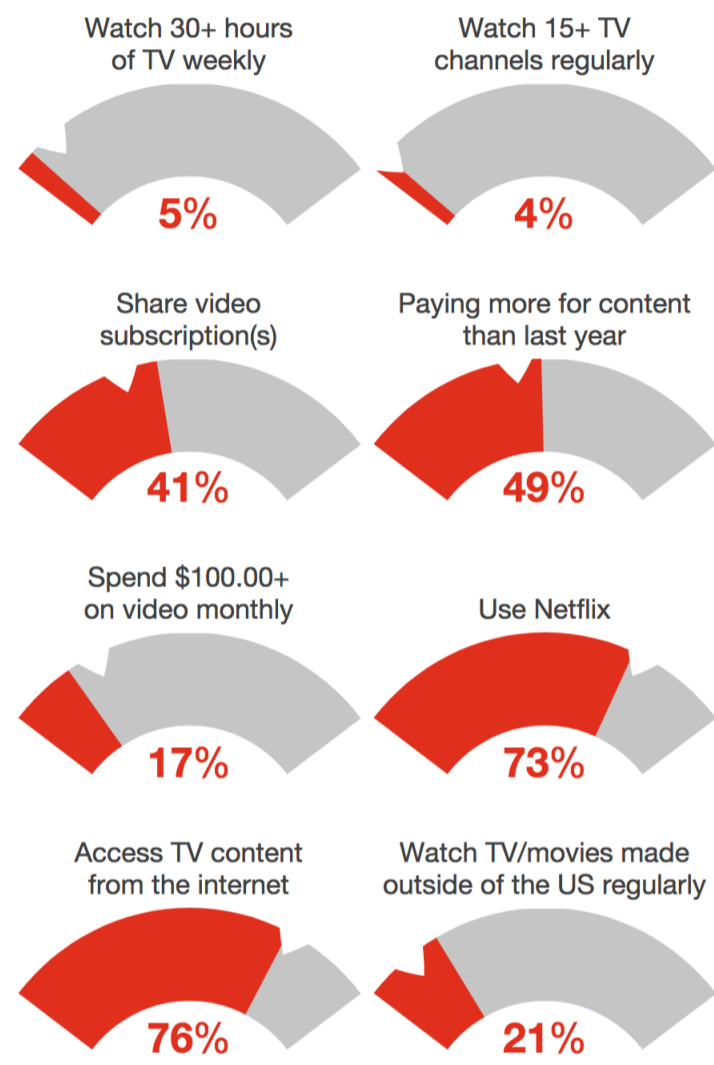 Watch 30+ hours
of TV weekly
5%
Watch 15+ TV
channels regularly
4%
Share video
subscription(s)
41%
Paying more for content
than last year
49%
Spend $100.00+
on video monthly
17%
Use Netflix
73%
Access TV content
from the internet
76%
Watch TV/movies made
outside of the US regularly
21%